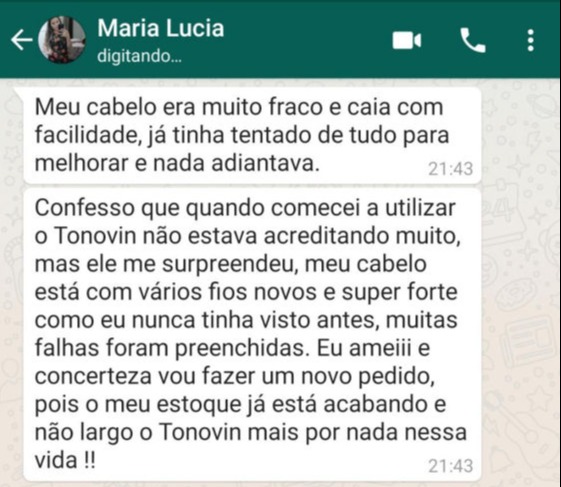 Maria Lucia
digitando...
Meu cabelo era muito fraco e caia com
facilidade, já tinha tentado de tudo para
melhorar e nada adiantava.
21:43
Confesso que quando comecei a utilizar
o Tonovin não estava acreditando muito,
mas ele me surpreendeu, meu cabelo
está com vários fios novos e super forte
como eu nunca tinha visto antes, muitas
falhas foram preenchidas. Eu ameiii e
concerteza vou fazer um novo pedido,
pois o meu estoque já está acabando e
não largo o Tonovin mais por nada nessa
vida !!
21:43